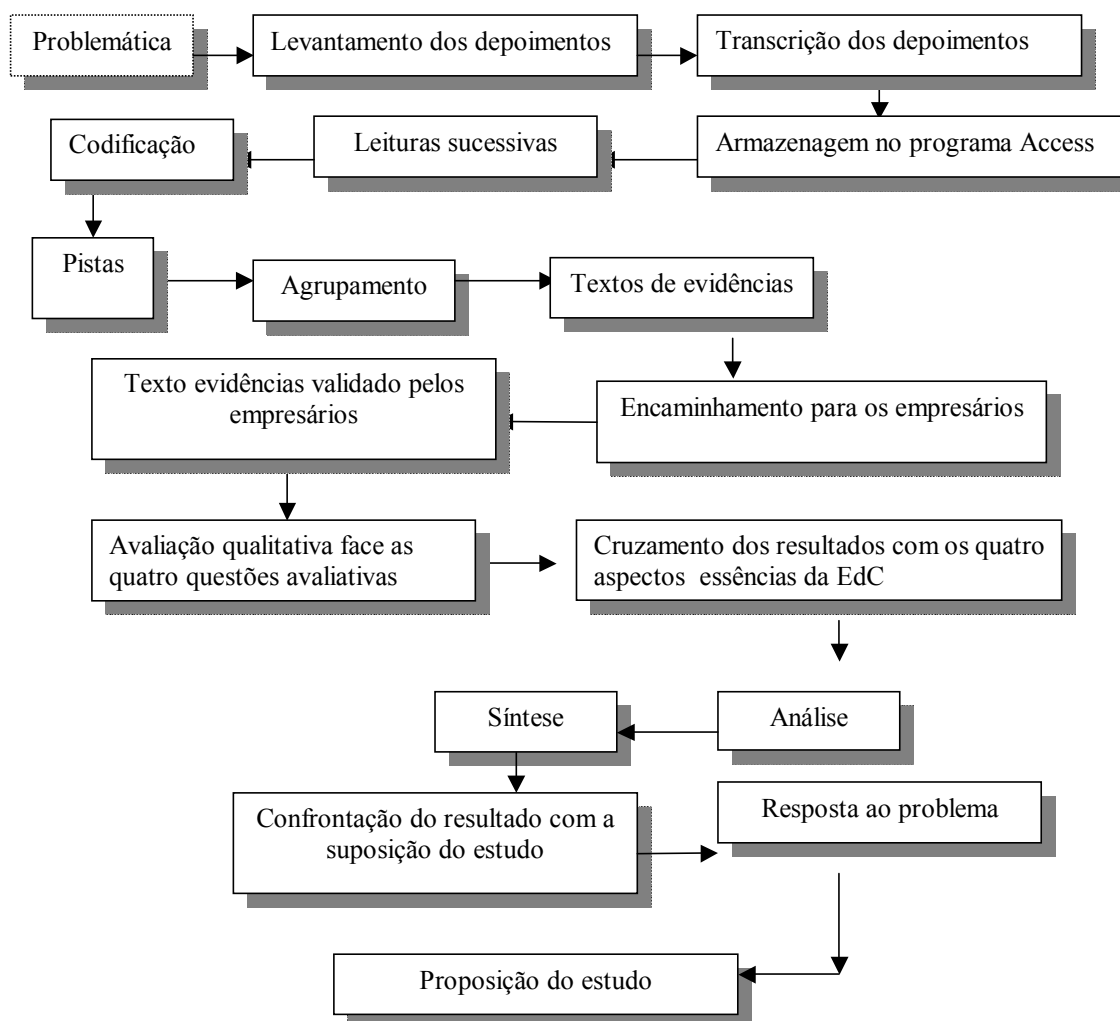 Problemática
Levantamento dos depoimentos
Transcrição dos depoimentos
Armazenagem no programa Access
Leituras sucessivas
Codificação
Pistas
Agrupamento
Textos de evidências
Encaminhamento para os empresários
Texto evidências validado pelos
empresários
Avaliação qualitativa face as
quatro questões avaliativas
Cruzamento dos resultados com os quatro
aspectos essências da EdC
Análise
Síntese
Confrontação do resultado com a
suposição do estudo
Resposta ao problema
Proposição do estudo